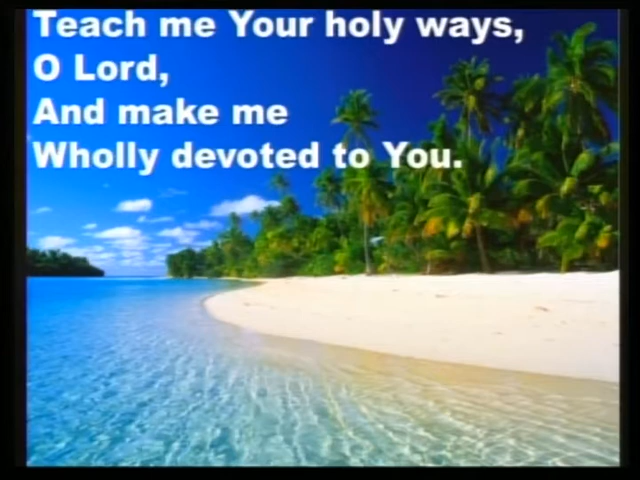 Teach me Your holy ways,
O Lord,
And make me
Wholly devoted to You.